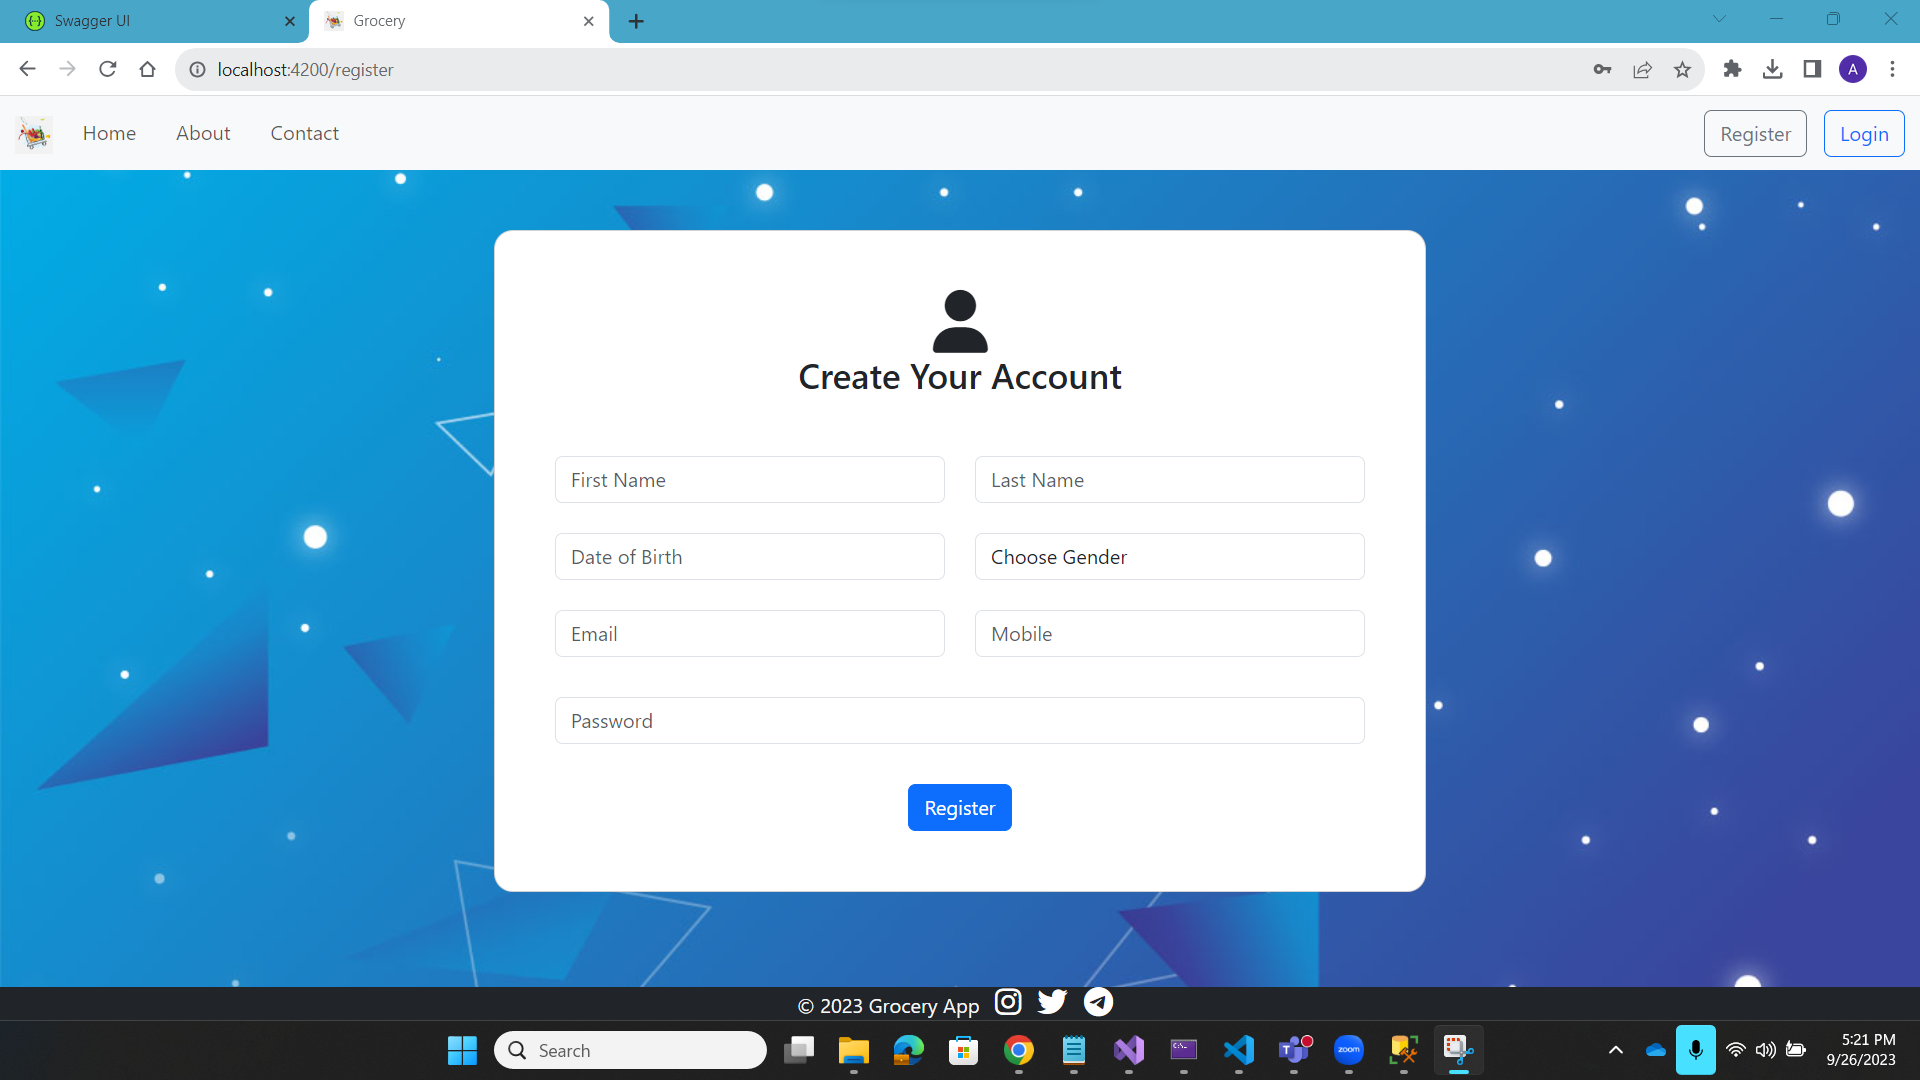 Swagger UI
Grocery
localhost:4200/register
A
Home
About
Contact
Register
Login
Create Your Account
First Name
Last Name
Date of Birth
Choose Gender
Email
Mobile
Password
Register
© 2023 Grocery App
Search
zoom
5:21 PM
9/26/2023